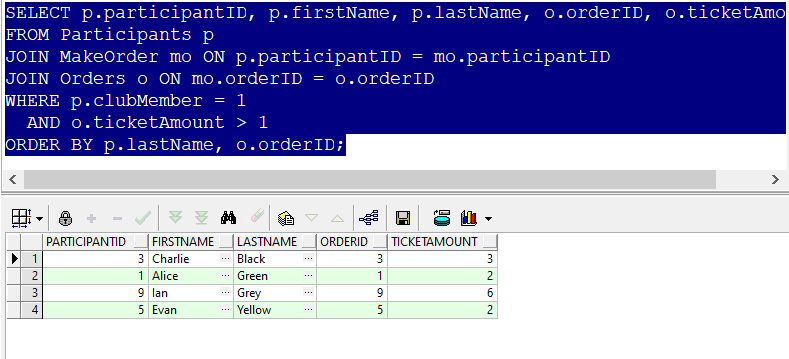 SELECT p.participantID, p.firstName, p.lastName, o.orderID, o.ticketAmo
FROM Participants p
JOIN MakeOrder mo ON p.participantID = mo.participantID
JOIN Orders o ON mo.orderID = o.orderID
WHERE p.clubMember = 1
  AND o.ticketAmount > 1
ORDER BY p.lastName, o.orderID;
PARTICIPANTID FIRSTNAME LASTNAME ORDERID TICKETAMOUNT
1 3 Charlie ... Black ... 3 3
2 1 Alice ... Green ... 1 2
3 9 Ian ... Grey ... 9 6
4 5 Evan ... Yellow ... 5 2